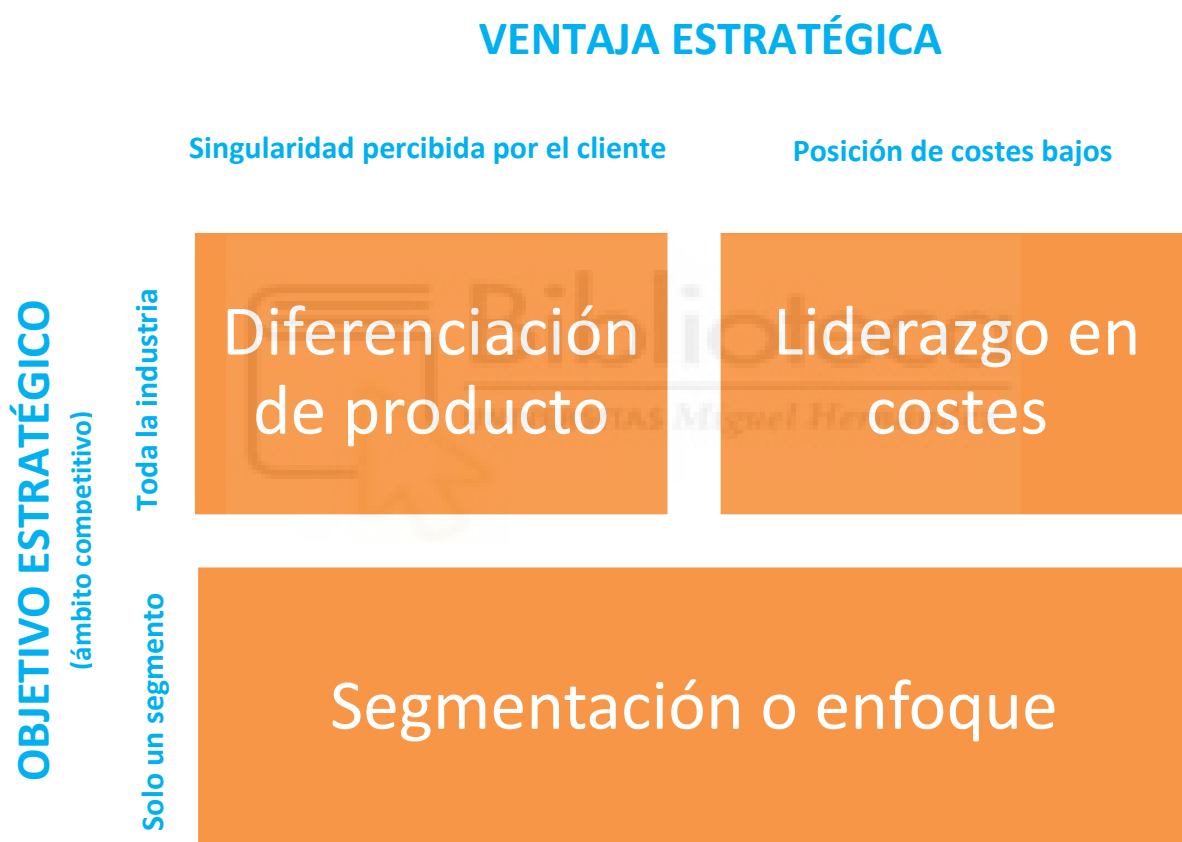 VENTAJA ESTRATÉGICA
Singularidad percibida por el cliente
Posición de costes bajos
OBJETIVO ESTRATÉGICO
(ámbito competitivo)
Toda la industria
Diferenciación
de producto
Liderazgo en
costes
Solo un segmento
Segmentación o enfoque
Biblioteca